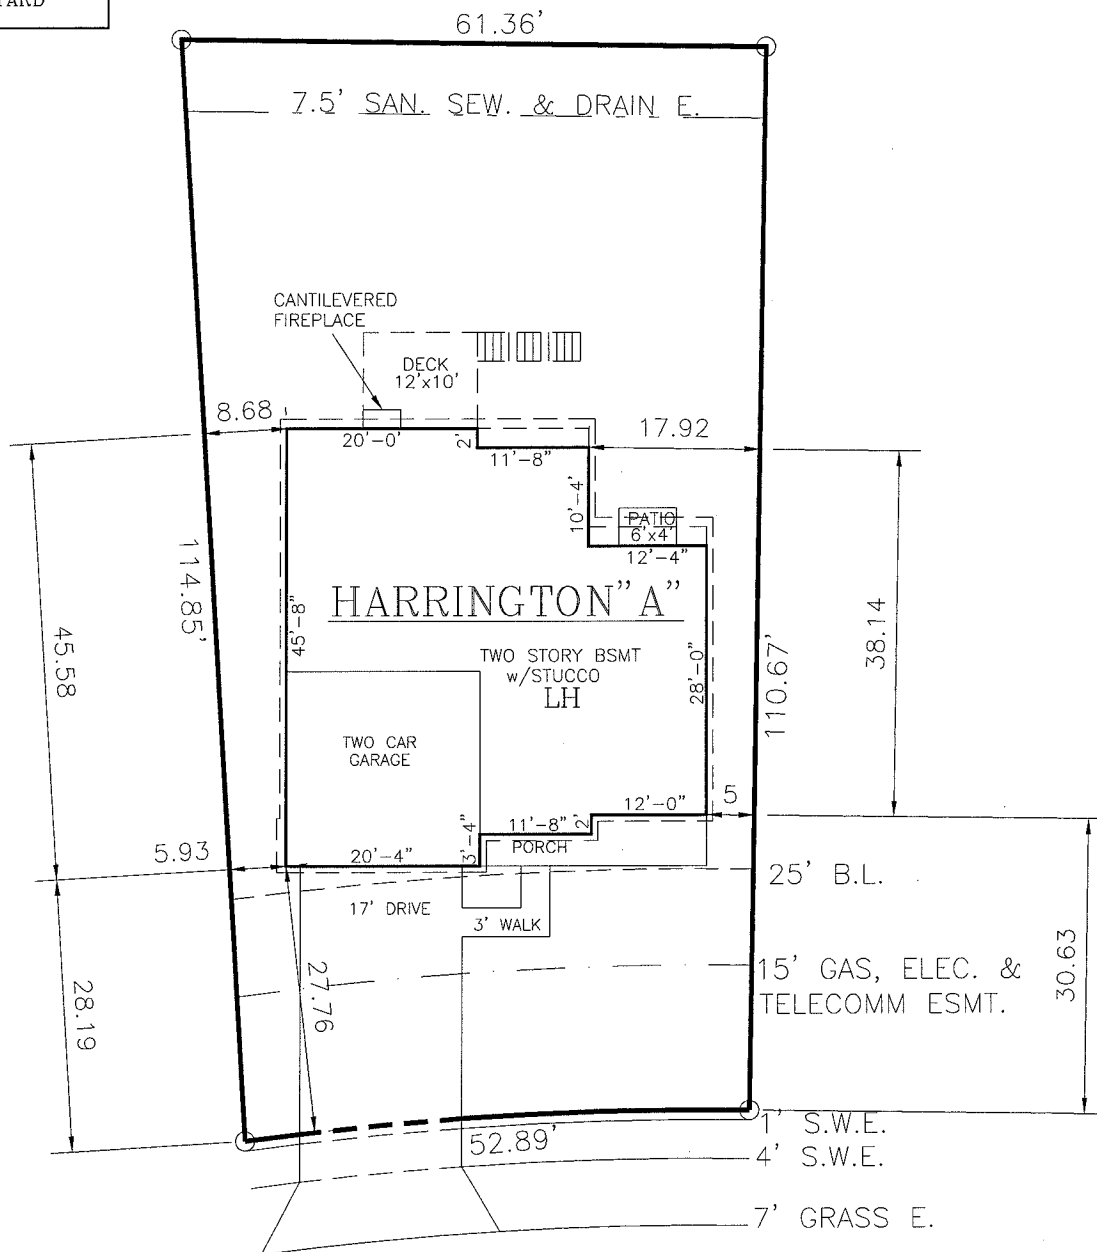 61.36'
7.5' SAN. SEW. & DRAIN E.
CANTILEVERED
FIREPLACE
DECK
12'x10'
8.68
20'-0'
2'
11'-8"
17.92
10'-4'
PATIO
6'x4'
12'-4"
114.85'
45.58
45'-8"
HARRINGTON"A"
TWO STORY BSMT
w/STUCCO
LH
28'-0"
110.67'
38.14
TWO CAR
GARAGE
12'-0"
5
11'-8"
2'
3'-4"
PORCH
5.93
20'-4"
25' B.L.
17' DRIVE
3' WALK
27.76
28.19
15' GAS, ELEC. &
TELECOMM ESMT.
30.63
52.89'
1' S.W.E.
4' S.W.E.
7' GRASS E.